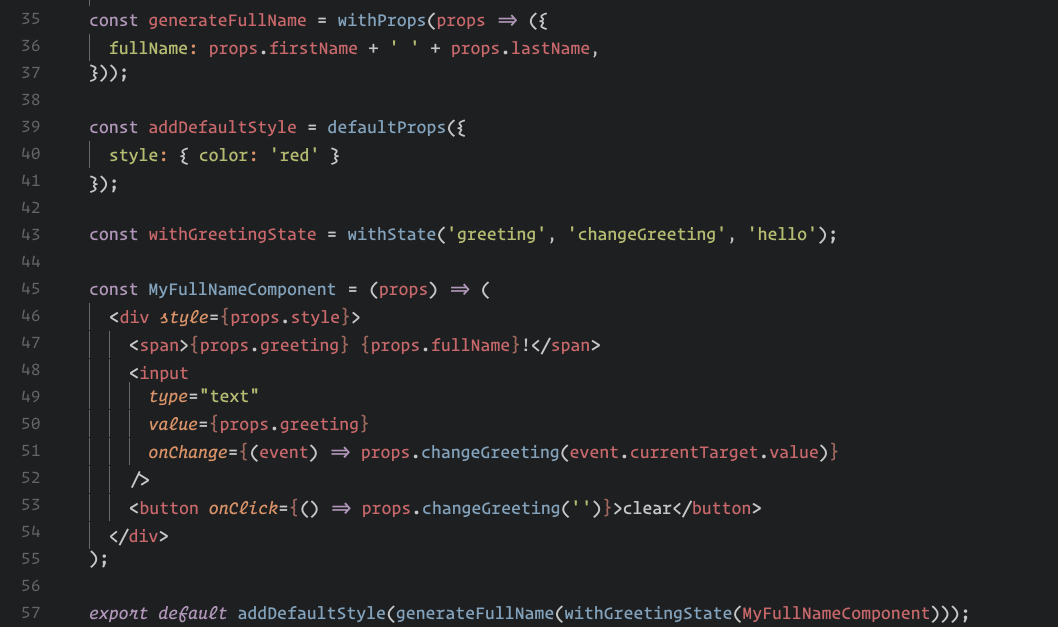 35 const generateFullName = withProps(props => ({
36   fullName: props.firstName + ' ' + props.lastName,
37 }));
38
39 const addDefaultStyle = defaultProps({
40   style: { color: 'red' }
41 });
42
43 const withGreetingState = withState('greeting', 'changeGreeting', 'hello');
44
45 const MyFullNameComponent = (props) => (
46   <div style={props.style}>
47     <span>{props.greeting} {props.fullName}!</span>
48     <input
49       type="text"
50       value={props.greeting}
51       onChange={(event) => props.changeGreeting(event.currentTarget.value)}
52     />
53     <button onClick={() => props.changeGreeting('')}>clear</button>
54   </div>
55 );
56
57 export default addDefaultStyle(generateFullName(withGreetingState(MyFullNameComponent)));